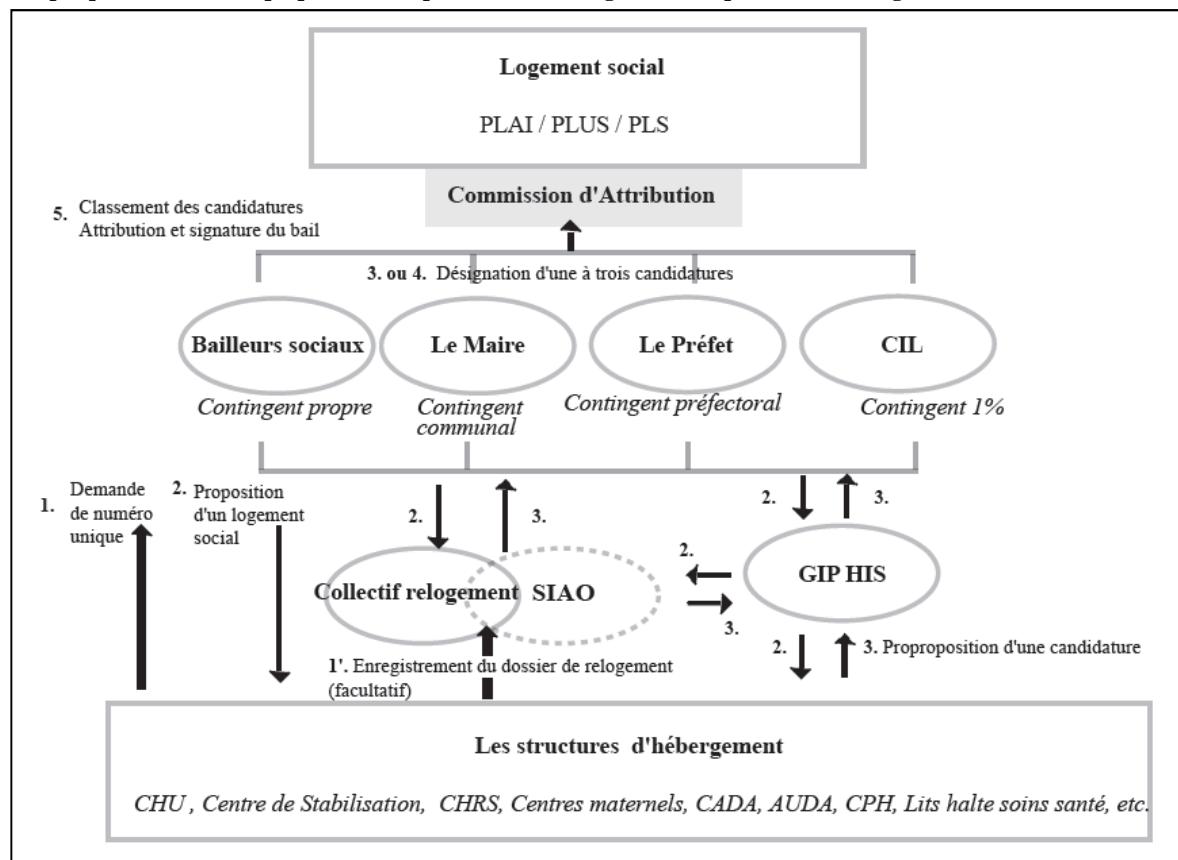 Logement social
PLAI / PLUS / PLS
Commission d'Attribution
5. Classement des candidatures
Attribution et signature du bail
3. ou 4. Désignation d'une à trois candidatures
Bailleurs sociaux
Le Maire
Le Préfet
CIL
Contingent propre
Contingent
communal
Contingent préfectoral
Contingent 1%
1. Demande
de numéro
unique
2. Proposition
d'un logement
social
2.
3.
2.
3.
Collectif relogement
SIAO
2.
3.
GIP HIS
2.
3. Proproposition d'une candidature
1'. Enregistrement du dossier de relogement
(facultatif)
Les structures d'hébergement
CHU , Centre de Stabilisation, CHRS, Centres maternels, CADA, AUDA, CPH, Lits halte soins santé, etc.